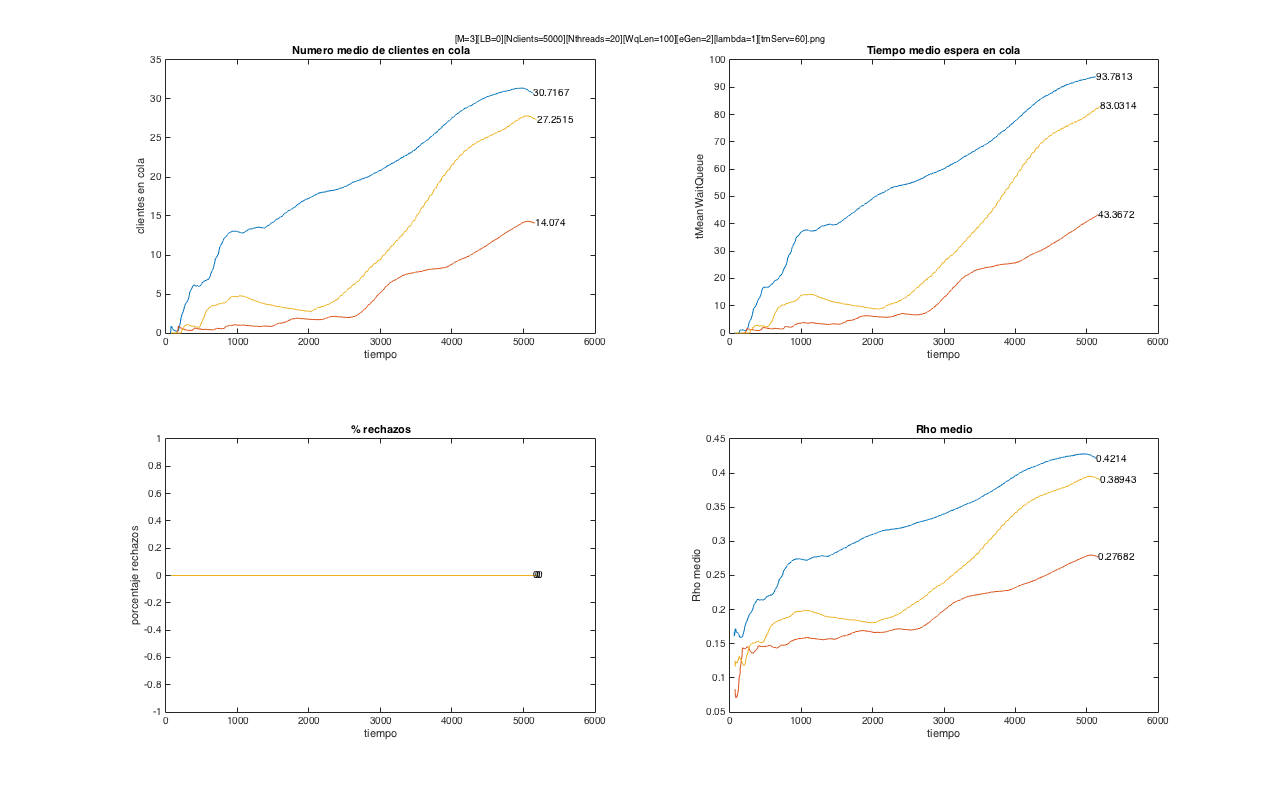 [M=3][LB=0][Nclients=5000][Nthreads=20][WqLen=100][eGen=2][lambda=1][tmServ=60].png
Numero medio de clientes en cola
35
30
25
20
15
10
5
0
clientes en cola
30.7167
27.2515
14.074
0 1000 2000 3000 4000 5000 6000
tiempo
Tiempo medio espera en cola
100
90
80
70
60
50
40
30
20
10
0
tMeanWaitQueue
93.7813
83.0314
43.3672
0 1000 2000 3000 4000 5000 6000
tiempo
% rechazos
1
0.8
0.6
0.4
0.2
0
-0.2
-0.4
-0.6
-0.8
-1
porcentaje rechazos
0 1000 2000 3000 4000 5000 6000
tiempo
Rho medio
0.45
0.4
0.35
0.3
0.25
0.2
0.15
0.1
0.05
Rho medio
0.4214
0.38943
0.27682
0 1000 2000 3000 4000 5000 6000
tiempo